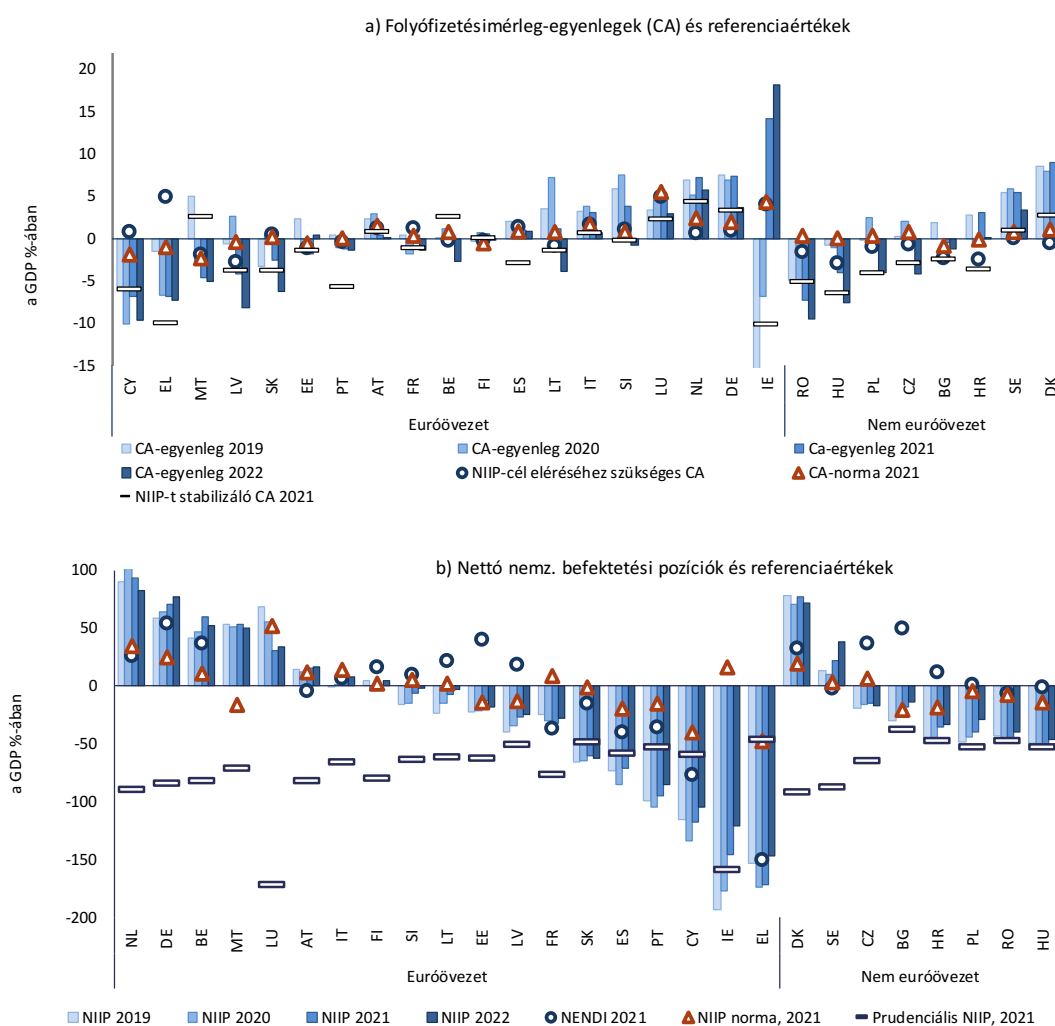 a) Folyófizetésimérleg-egyenlegek (CA) és referenciaértékek
a GDP %-ában
20
15
10
5
0
-5
-10
-15
CY EL MT LV SK EE PT AT FR BE FI ES LT IT SI LU NL DE IE RO HU PL CZ BG HR SE DK
Euróövezet Nem euróövezet
CA-egyenleg 2019 CA-egyenleg 2020 Ca-egyenleg 2021
CA-egyenleg 2022 NIIP-cél eléréséhez szükséges CA CA-norma 2021
NIIP-t stabilizáló CA 2021
b) Nettó nemz. befektetési pozíciók és referenciaértékek
a GDP %-ában
100
50
0
-50
-100
-150
-200
NL DE BE MT LU AT IT FI SI LT EE LV FR SK ES PT CY IE EL DK SE CZ BG HR PL RO HU
Euróövezet Nem euróövezet
NIIP 2019 NIIP 2020 NIIP 2021 NIIP 2022 NENDI 2021 NIIP norma, 2021 Prudenciális NIIP, 2021